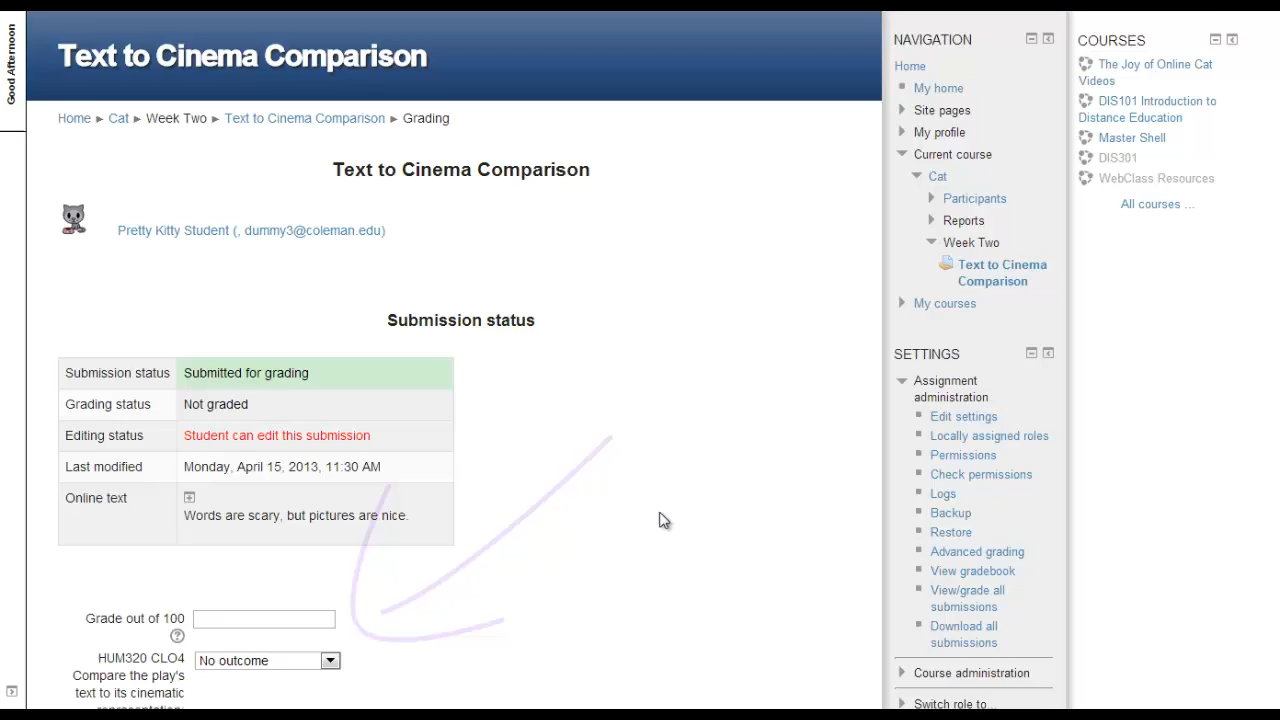 Good Afternoon
Text to Cinema Comparison
Home ► Cat ► Week Two ► Text to Cinema Comparison ► Grading
Text to Cinema Comparison
Pretty Kitty Student (, dummy3@coleman.edu)
Submission status
Submission status Submitted for grading
Grading status Not graded
Editing status Student can edit this submission
Last modified Monday, April 15, 2013, 11:30 AM
Online text
Words are scary, but pictures are nice.
Grade out of 100
HUM320 CLO4 No outcome
Compare the play's
text to its cinematic
representation:
NAVIGATION
Home
My home
Site pages
My profile
Current course
Cat
Participants
Reports
Week Two
Text to Cinema
Comparison
My courses
SETTINGS
Assignment
administration
Edit settings
Locally assigned roles
Permissions
Check permissions
Logs
Backup
Restore
Advanced grading
View gradebook
View/grade all
submissions
Download all
submissions
Course administration
Switch role to...
COURSES
The Joy of Online Cat
Videos
DIS101 Introduction to
Distance Education
Master Shell
DIS301
WebClass Resources
All courses ...